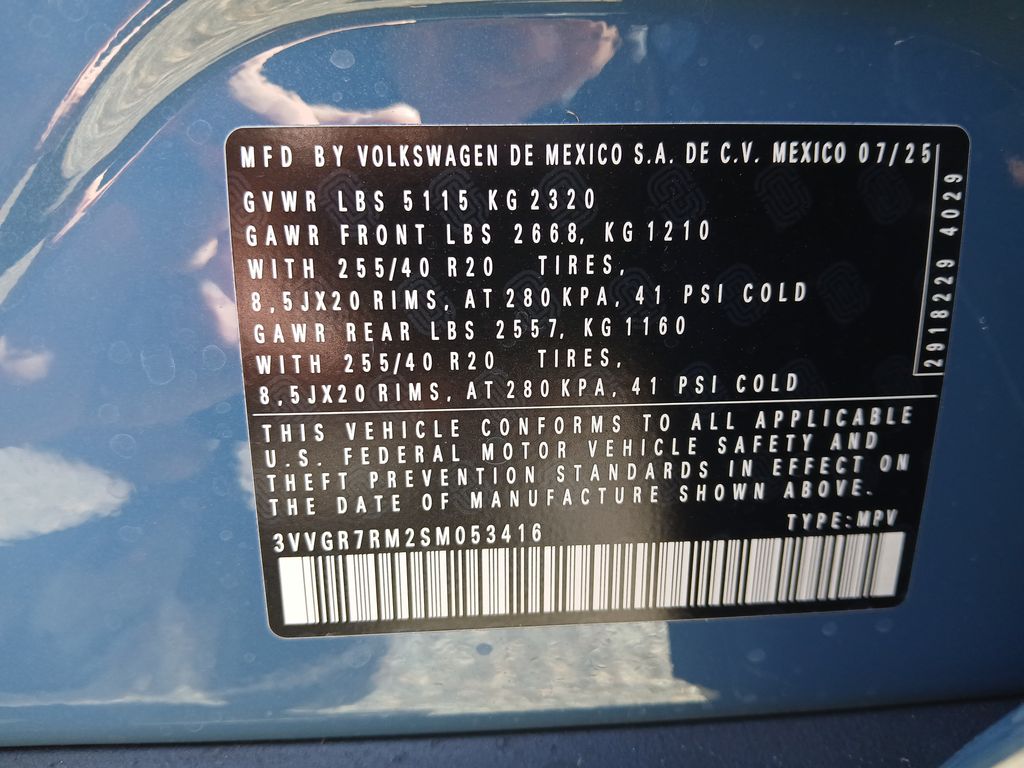 MFD BY VOLKSWAGEN DE MEXICO S.A. DE C.V. MEXICO 07/25
GVWR LBS 5115 KG 2320
GAWR FRONT LBS 2668, KG 1210
WITH 255/40 R20 TIRES,
8,5JX20 RIMS, AT 280 KPA, 41 PSI COLD
GAWR REAR LBS 2557, KG 1160
WITH 255/40 R20 TIRES,
8,5JX20 RIMS, AT 280 KPA, 41 PSI COLD
2918229 4029
THIS VEHICLE CONFORMS TO ALL APPLICABLE
U.S. FEDERAL MOTOR VEHICLE SAFETY AND
THEFT PREVENTION STANDARDS IN EFFECT ON
THE DATE OF MANUFACTURE SHOWN ABOVE.
3VVGR7RM2SM053416 TYPE:MPV